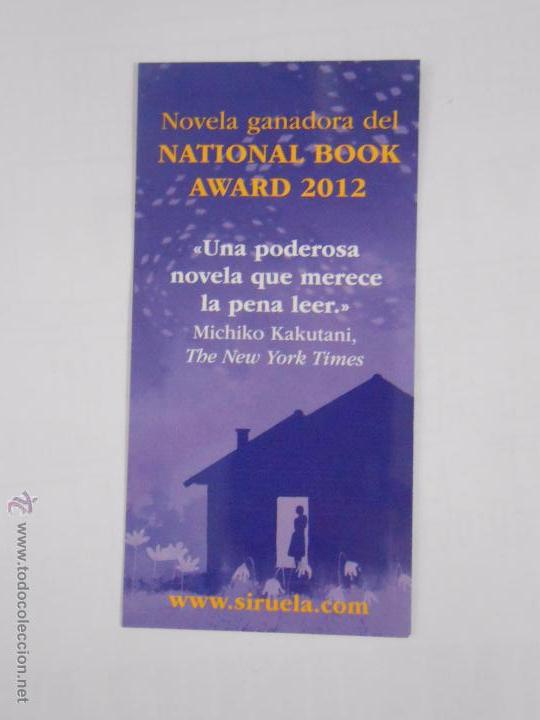 Novela ganadora del
NATIONAL BOOK
AWARD 2012
«Una poderosa
novela que merece
la pena leer.»
Michiko Kakutani,
The New York Times
www.siruela.com
www.todocoleccion.net